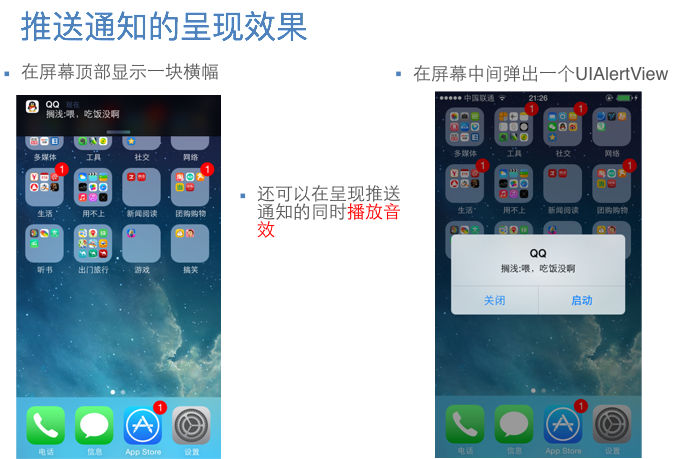 推送通知的呈现效果
在屏幕顶部显示一块横幅
QQ 现在
搁浅:喂，吃饭没啊
多媒体 工具 社交 网络
1 1
生活 用不上 新闻阅读 团购购物
听书 出门旅行 游戏 搞笑
1
电话 信息 App Store 设置
还可以在呈现推送
通知的同时播放音
效
在屏幕中间弹出一个UIAlertView
中国联通 21:26
1 1
多媒体 工具 社交 网络
1 1
生活 用不上 新闻阅读 团购购物
QQ
搁浅:喂，吃饭没啊
关闭 启动
1
电话 信息 App Store 设置